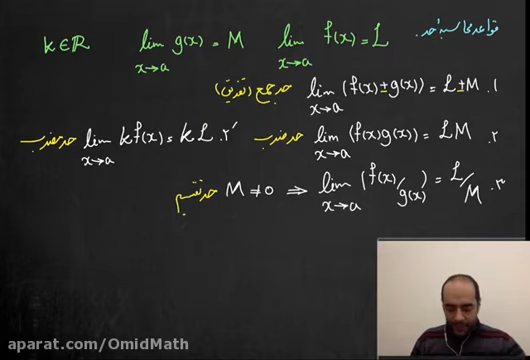 قواعد محاسبه حد.
lim f(x) = L    lim g(x) = M    k∈ℝ
x→a    x→a
۱. lim (f(x) ± g(x)) = L ± M حد جمع (تفریق)
x→a
۲. lim (f(x)g(x)) = LM حد ضرب
x→a
۲′. lim kf(x) = kL حد مضرب
x→a
۳. M ≠ 0 ⇒ lim (f(x)/g(x)) = L/M حد تقسیم
x→a
aparat.com/OmidMath